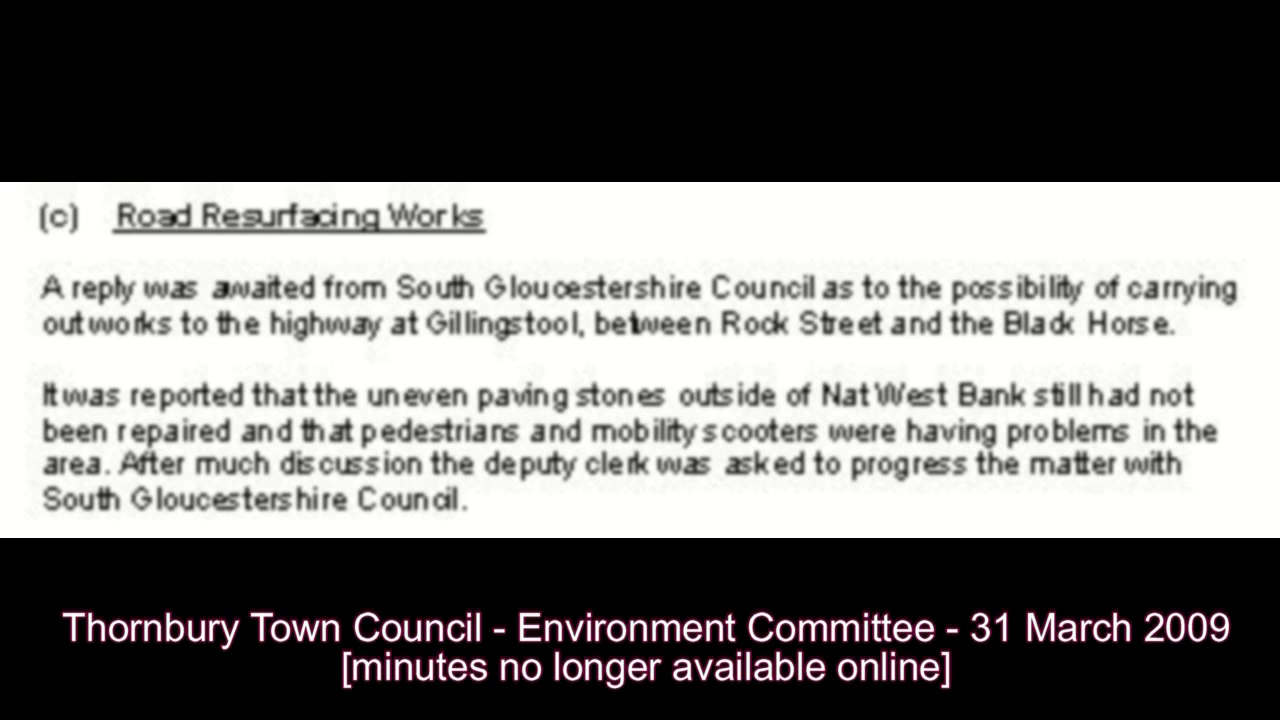 (c) Road Resurfacing Works
A reply was awaited from South Gloucestershire Council as to the possibility of carrying
out works to the highway at Gillingstool, between Rock Street and the Black Horse.
It was reported that the uneven paving stones outside of Nat West Bank still had not
been repaired and that pedestrians and mobility scooters were having problems in the
area. After much discussion the deputy clerk was asked to progress the matter with
South Gloucestershire Council.
Thornbury Town Council - Environment Committee - 31 March 2009
[minutes no longer available online]